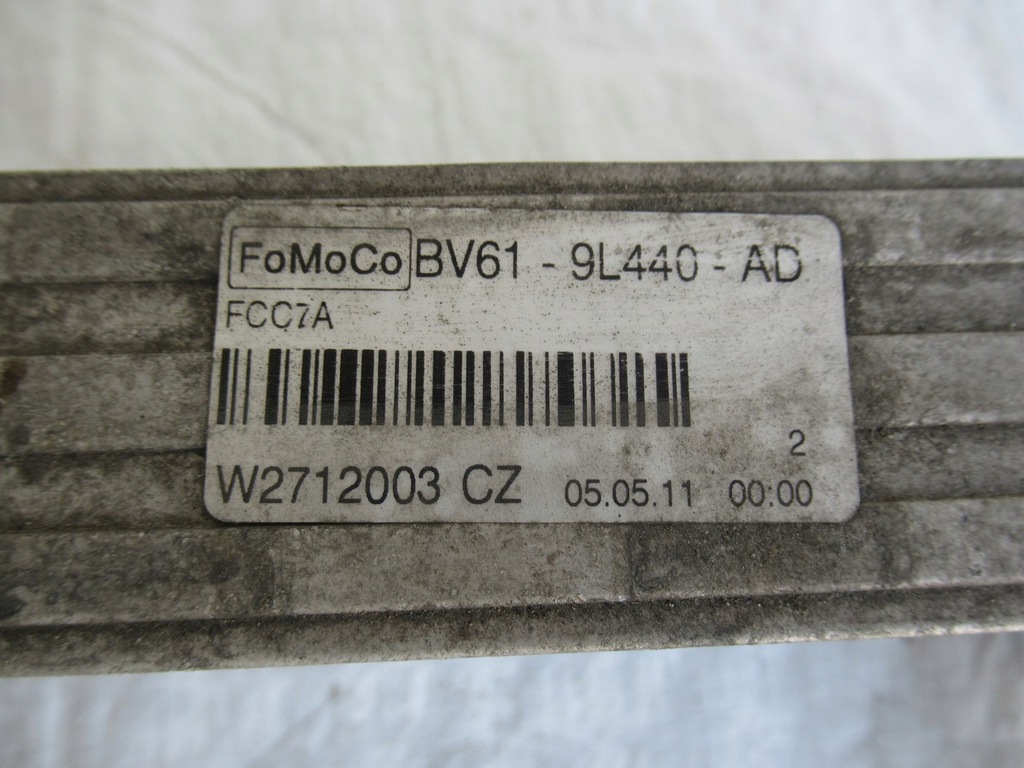 FoMoCo BV61 - 9L440 - AD
FCC7A
2
W2712003 CZ 05.05.11 00:00